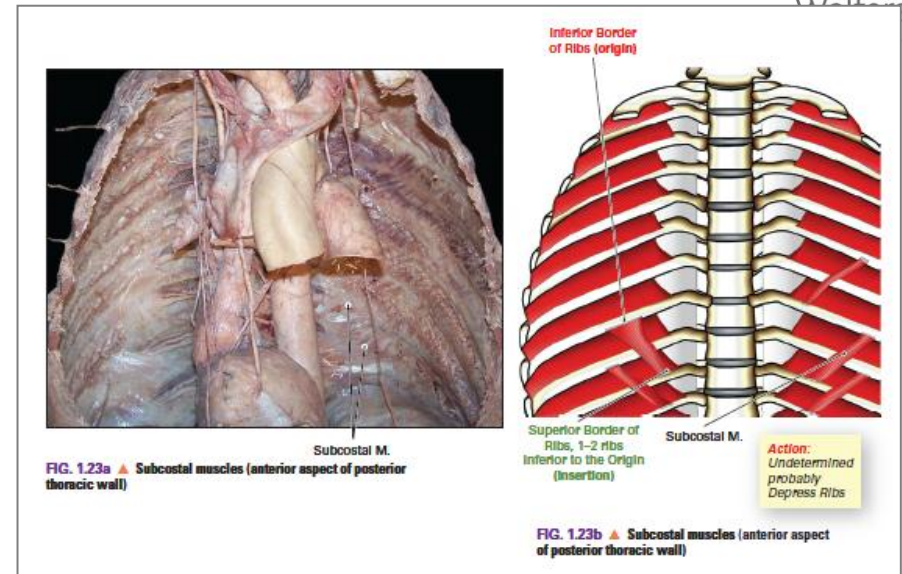 Inferior Border
of Ribs (origin)
Subcostal M.
FIG. 1.23a ▲ Subcostal muscles (anterior aspect of posterior
thoracic wall)
Superior Border of
Ribs, 1–2 ribs
Inferior to the Origin
(Insertion)
Subcostal M.
Action:
Undetermined
probably
Depress Ribs
FIG. 1.23b ▲ Subcostal muscles (anterior aspect
of posterior thoracic wall)